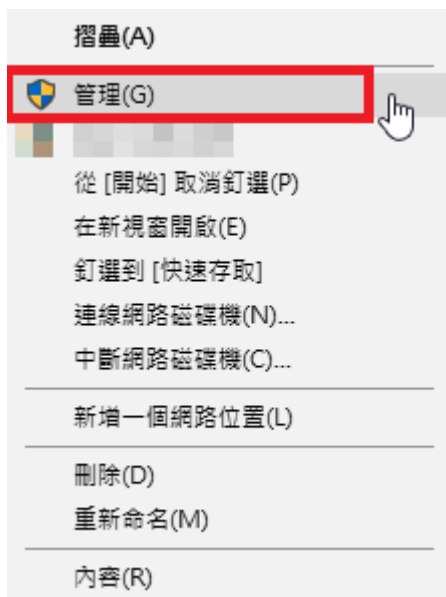 摺疊(A)
管理(G)
從 [開始] 取消釘選(P)
在新視窗開啟(E)
釘選到 [快速存取]
連線網路磁碟機(N)...
中斷網路磁碟機(C)...
新增一個網路位置(L)
刪除(D)
重新命名(M)
內容(R)